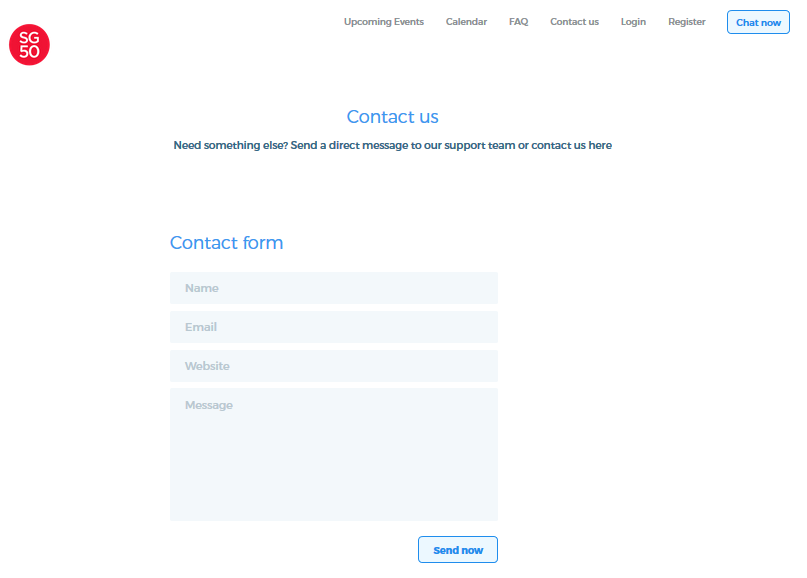 SG
50
Upcoming Events Calendar FAQ Contact us Login Register Chat now
Contact us
Need something else? Send a direct message to our support team or contact us here
Contact form
Name
Email
Website
Message
Send now